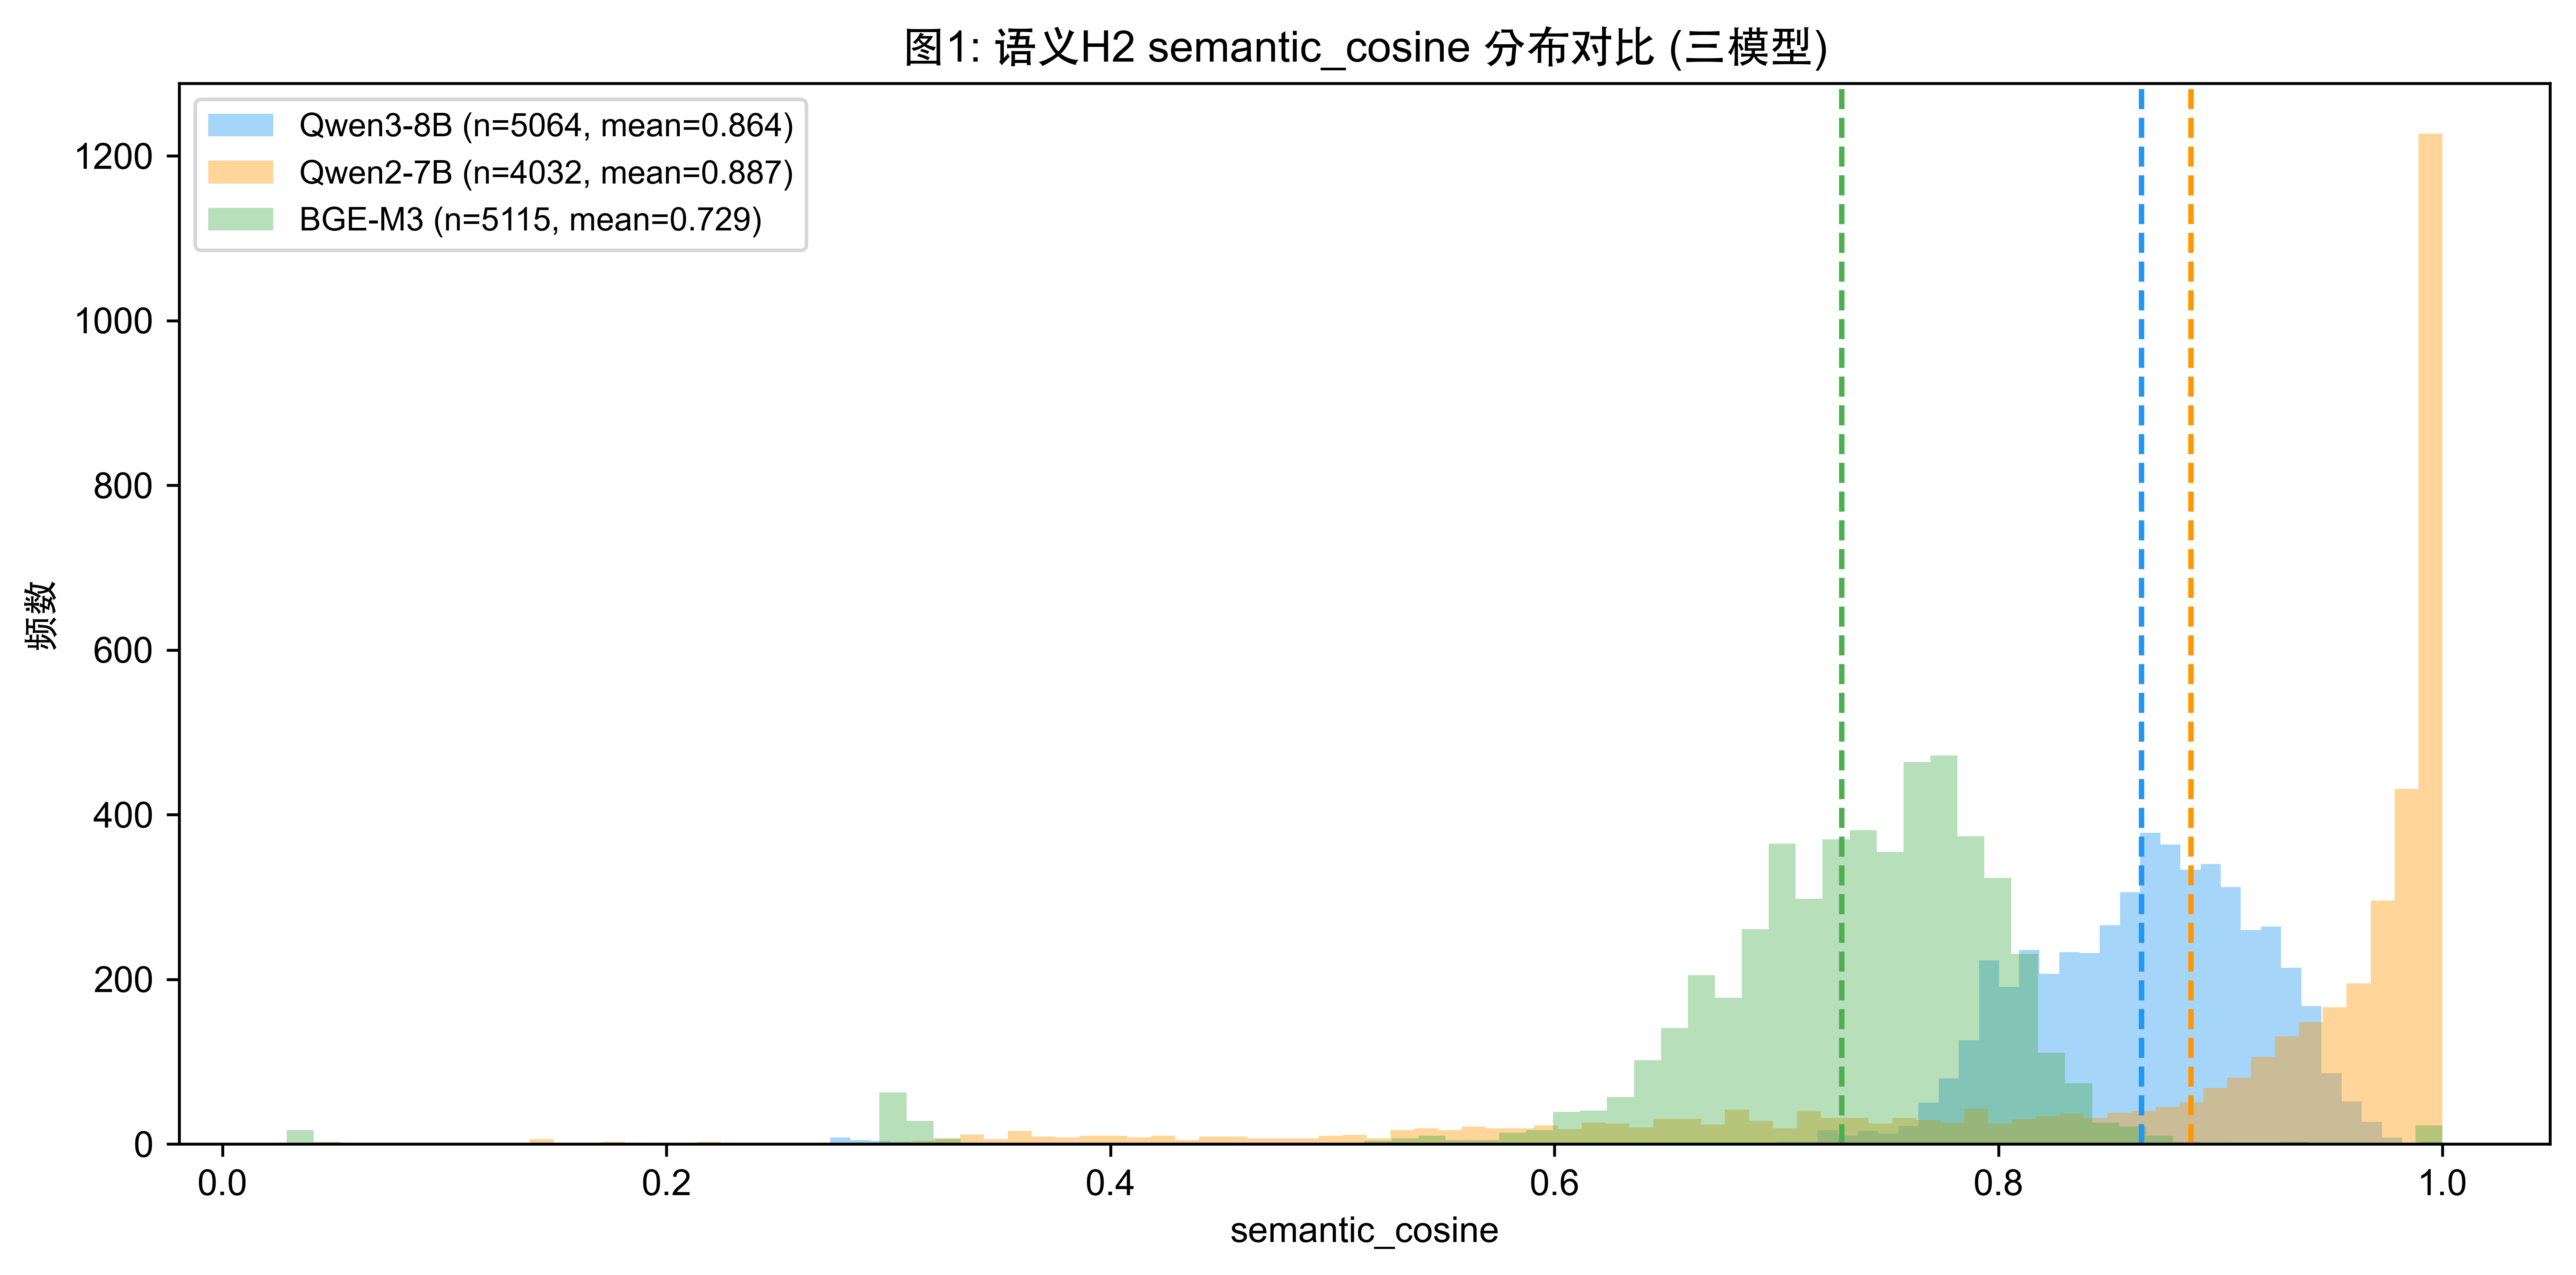 图1: 语义H2 semantic_cosine 分布对比 (三模型)
Qwen3-8B (n=5064, mean=0.864)
Qwen2-7B (n=4032, mean=0.887)
BGE-M3 (n=5115, mean=0.729)
频数
1200
1000
800
600
400
200
0
0.0 0.2 0.4 0.6 0.8 1.0
semantic_cosine